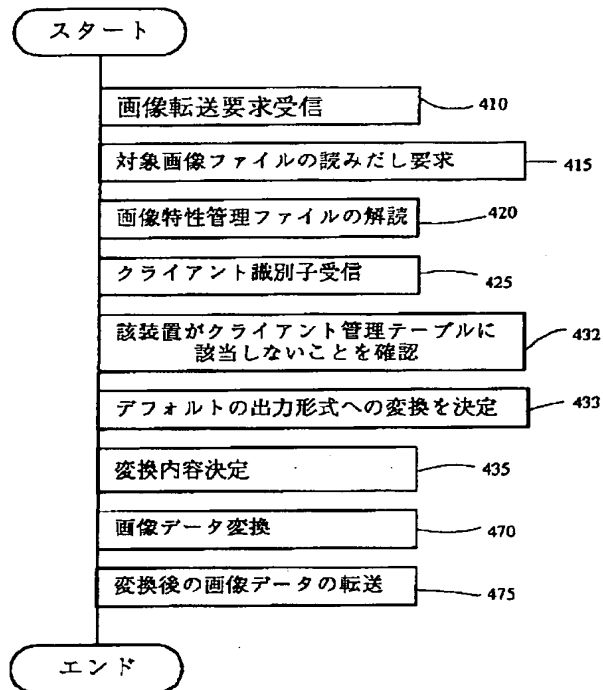 スタート
画像転送要求受信
410
対象画像ファイルの読みだし要求
415
画像特性管理ファイルの解読
420
クライアント識別子受信
425
該装置がクライアント管理テーブルに
該当しないことを確認
432
デフォルトの出力形式への変換を決定
433
変換内容決定
435
画像データ変換
470
変換後の画像データの転送
475
エンド